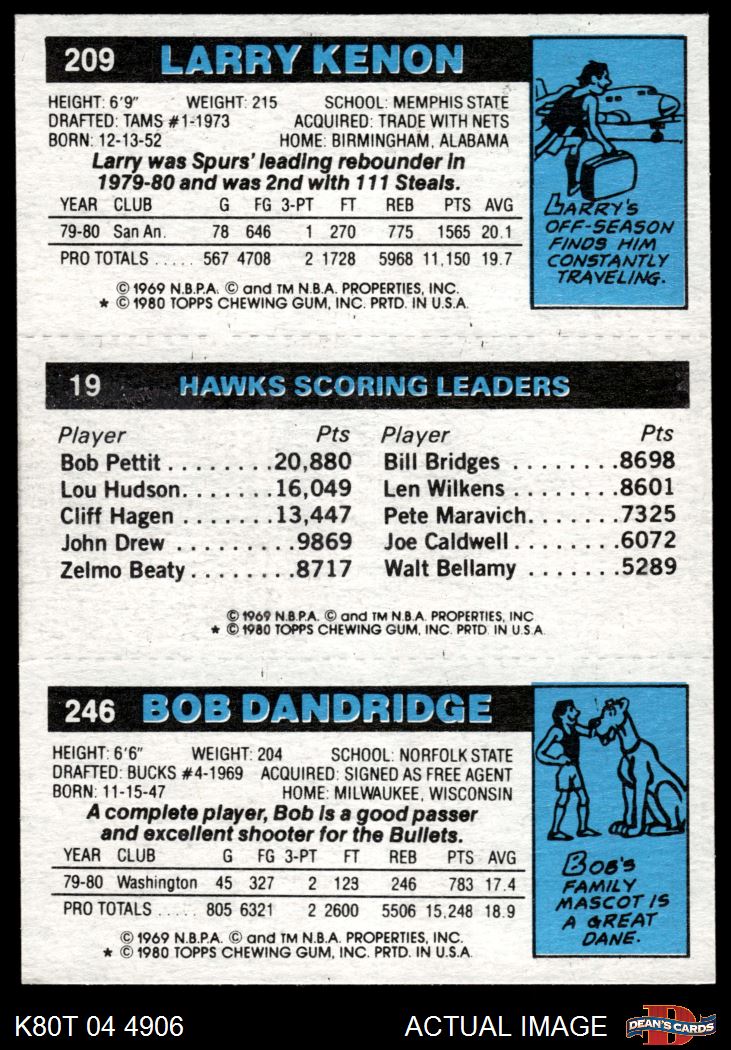 209 LARRY KENON
HEIGHT: 6'9" WEIGHT: 215 SCHOOL: MEMPHIS STATE
DRAFTED: TAMS #1-1973 ACQUIRED: TRADE WITH NETS
BORN: 12-13-52 HOME: BIRMINGHAM, ALABAMA
Larry was Spurs' leading rebounder in
1979-80 and was 2nd with 111 Steals.
YEAR CLUB G FG 3-PT FT REB PTS AVG
79-80 San An. 78 646 1 270 775 1565 20.1
PRO TOTALS ..... 567 4708 2 1728 5968 11,150 19.7
© 1969 N.B.P.A. © and TM N.B.A. PROPERTIES, INC.
* © 1980 TOPPS CHEWING GUM, INC. PRTD. IN U.S.A.
LARRY'S
OFF-SEASON
FINDS HIM
CONSTANTLY
TRAVELING.
19 HAWKS SCORING LEADERS
Player Pts Player Pts
Bob Pettit ........ 20,880 Bill Bridges ........ 8698
Lou Hudson ........ 16,049 Len Wilkens ........ 8601
Cliff Hagen ........ 13,447 Pete Maravich ....... 7325
John Drew ......... 9869 Joe Caldwell ........ 6072
Zelmo Beaty ........ 8717 Walt Bellamy ....... 5289
© 1969 N.B.P.A. © and TM N.B.A. PROPERTIES, INC
* © 1980 TOPPS CHEWING GUM, INC. PRTD. IN U.S.A.
246 BOB DANDRIDGE
HEIGHT: 6'6" WEIGHT: 204 SCHOOL: NORFOLK STATE
DRAFTED: BUCKS #4-1969 ACQUIRED: SIGNED AS FREE AGENT
BORN: 11-15-47 HOME: MILWAUKEE, WISCONSIN
A complete player, Bob is a good passer
and excellent shooter for the Bullets.
YEAR CLUB G FG 3-PT FT REB PTS AVG
79-80 Washington 45 327 2 123 246 783 17.4
PRO TOTALS ..... 805 6321 2 2600 5506 15,248 18.9
© 1969 N.B.P.A. © and TM N.B.A. PROPERTIES, INC.
* © 1980 TOPPS CHEWING GUM, INC. PRTD. IN U.S.A.
BOB'S
FAMILY
MASCOT IS
A GREAT
DANE.
K80T 04 4906 ACTUAL IMAGE D DEAN'S CARDS